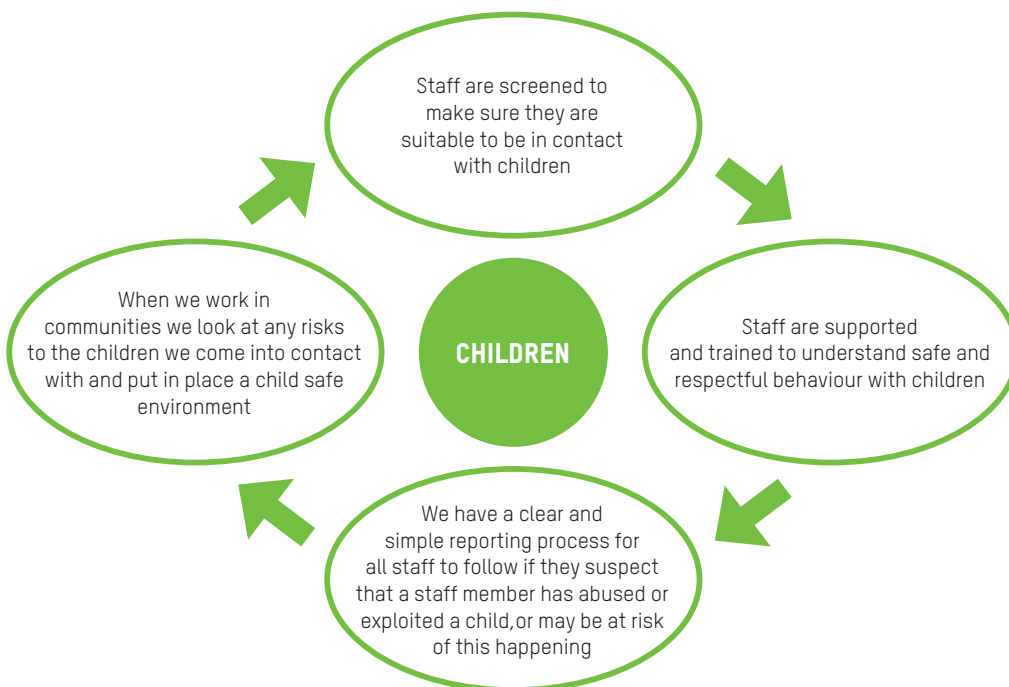 Staff are screened to
make sure they are
suitable to be in contact
with children
When we work in
communities we look at any risks
to the children we come into contact
with and put in place a child safe
environment
CHILDREN
Staff are supported
and trained to understand safe and
respectful behaviour with children
We have a clear and
simple reporting process for
all staff to follow if they suspect
that a staff member has abused or
exploited a child,or may be at risk
of this happening